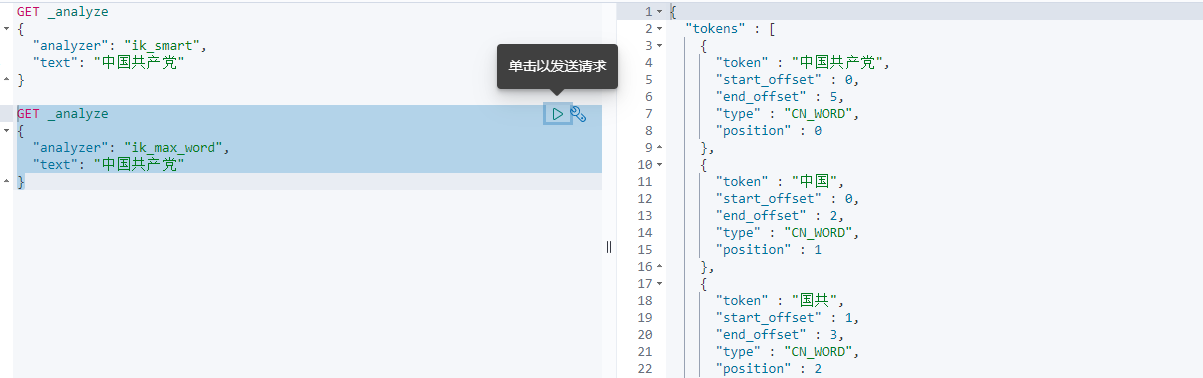 GET _analyze
{
"analyzer": "ik_smart",
"text": "中国共产党"
}
单击以发送请求
GET _analyze
{
"analyzer": "ik_max_word",
"text": "中国共产党"
}
1 {
2 "tokens" : [
3 {
4 "token" : "中国共产党",
5 "start_offset" : 0,
6 "end_offset" : 5,
7 "type" : "CN_WORD",
8 "position" : 0
9 },
10 {
11 "token" : "中国",
12 "start_offset" : 0,
13 "end_offset" : 2,
14 "type" : "CN_WORD",
15 "position" : 1
16 },
17 {
18 "token" : "国共",
19 "start_offset" : 1,
20 "end_offset" : 3,
21 "type" : "CN_WORD",
22 "position" : 2